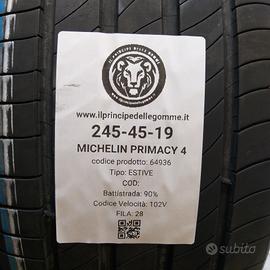 IL PRINCIPE DELLE GOMME
www.ilprincipedellegomme.it
245-45-19
MICHELIN PRIMACY 4
codice prodotto: 64936
Tipo: ESTIVE
COD:
Battistrada: 90%
Codice Velocità: 102V
FILA: 28
subito